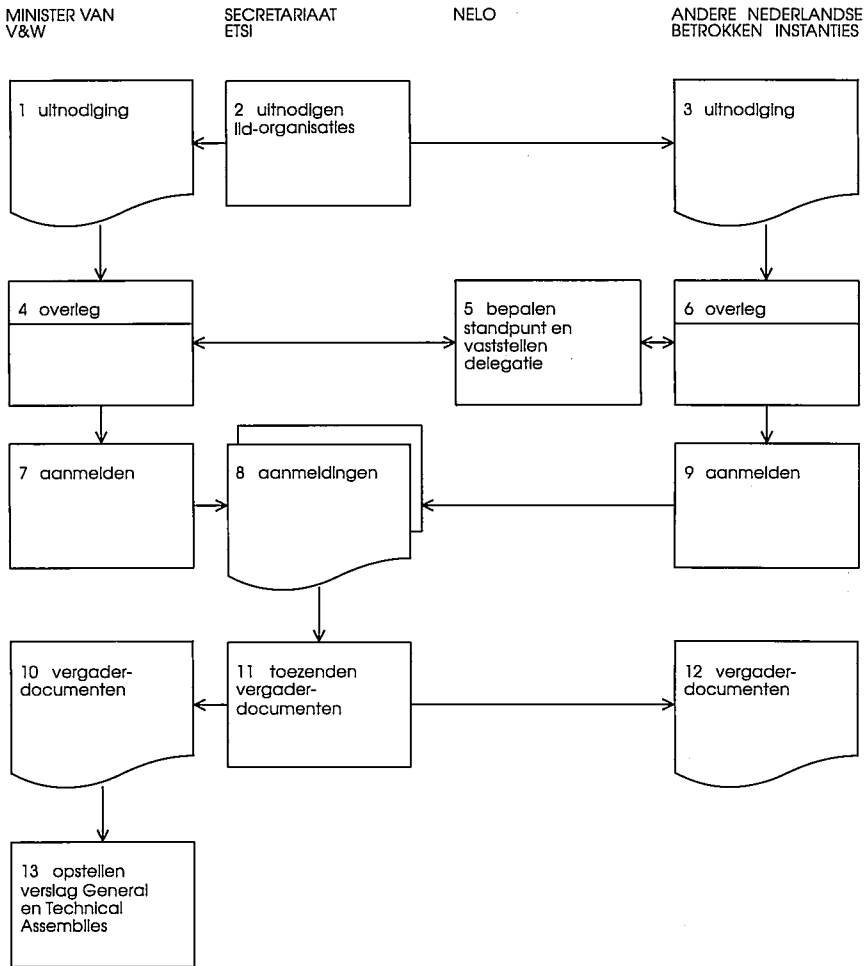 MINISTER VAN
V&W
SECRETARIAAT
ETSI
NELO
ANDERE NEDERLANDSE
BETROKKEN INSTANTIES
1 uitnodiging
2 uitnodigen
lid-organisaties
3 uitnodiging
4 overleg
5 bepalen
standpunt en
vaststellen
delegatie
6 overleg
7 aanmelden
8 aanmeldingen
9 aanmelden
10 vergader-
documenten
11 toezenden
vergader-
documenten
12 vergader-
documenten
13 opstellen
verslag General
en Technical
Assemblies